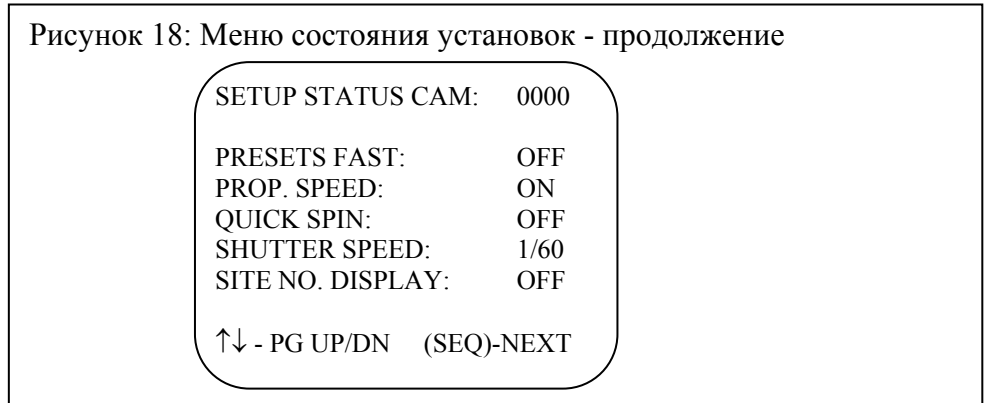 Рисунок 18: Меню состояния установок - продолжение
SETUP STATUS CAM: 0000
PRESETS FAST: OFF
PROP. SPEED: ON
QUICK SPIN: OFF
SHUTTER SPEED: 1/60
SITE NO. DISPLAY: OFF
↑↓ - PG UP/DN (SEQ)-NEXT